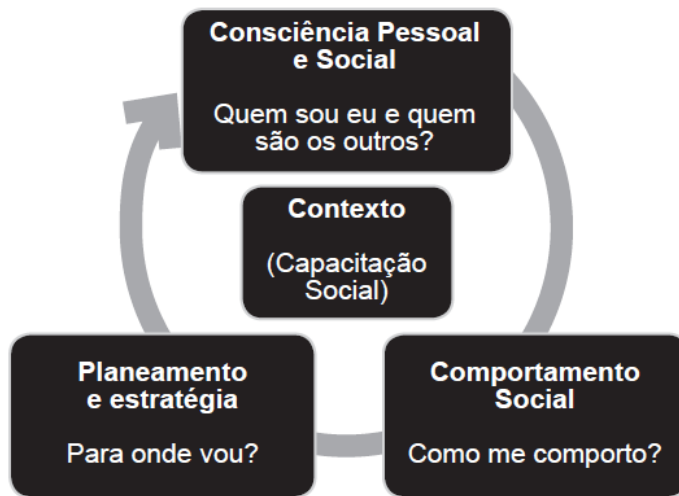 Consciência Pessoal
e Social
Quem sou eu e quem
são os outros?
Contexto
(Capacitação
Social)
Planeamento
e estratégia
Para onde vou?
Comportamento
Social
Como me comporto?